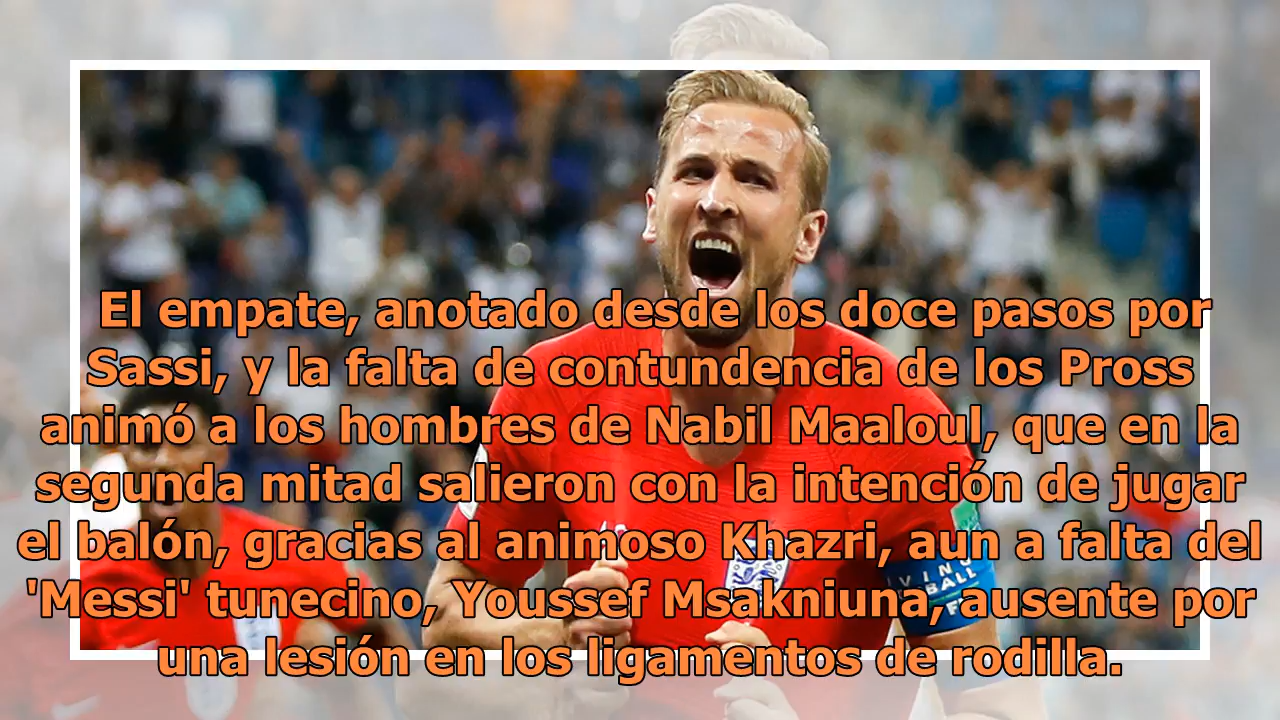 El empate, anotado desde los doce pasos por
Sassi, y la falta de contundencia de los Pross
animó a los hombres de Nabil Maaloul, que en la
segunda mitad salieron con la intención de jugar
el balón, gracias al animoso Khazri, aun a falta del
'Messi' tunecino, Youssef Msakniuna, ausente por
una lesión en los ligamentos de rodilla.